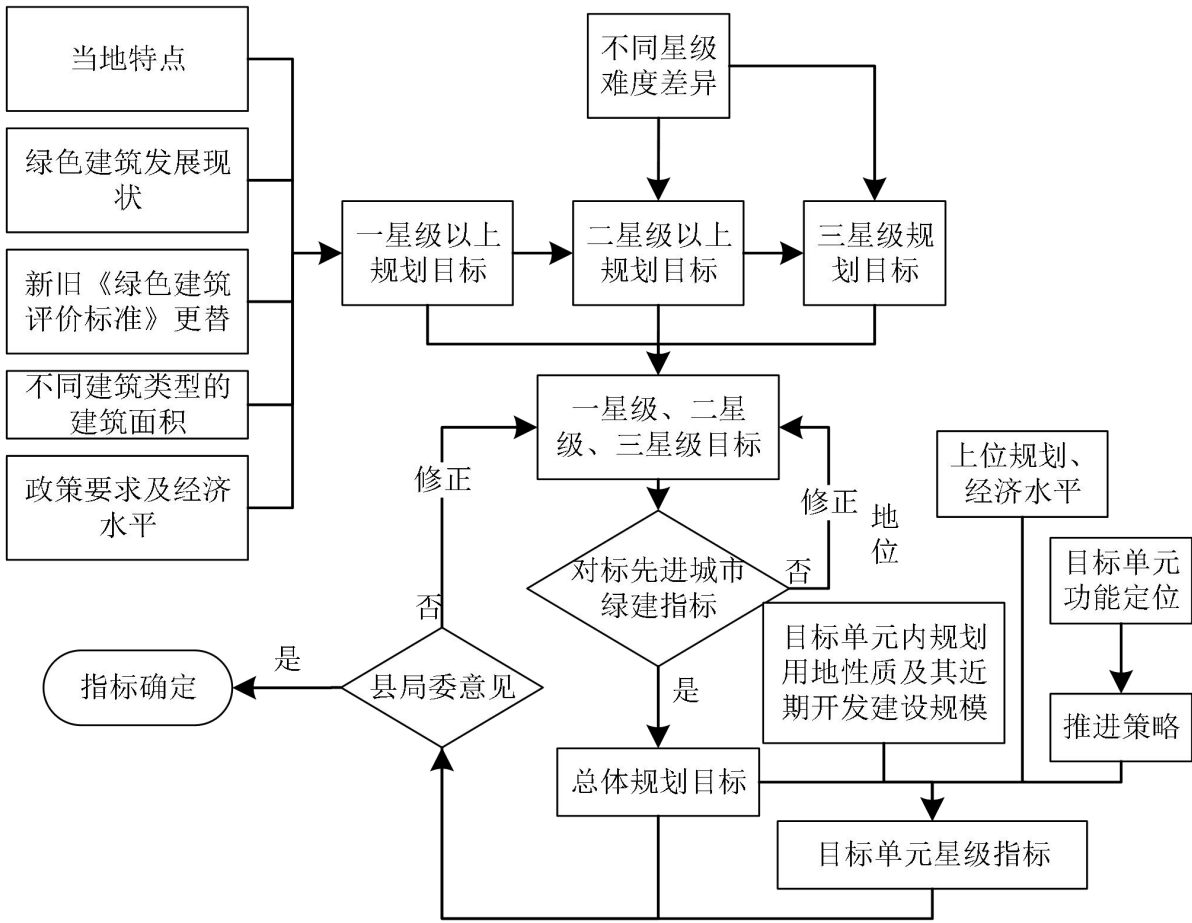 当地特点
绿色建筑发展现
状
新旧《绿色建筑
评价标准》更替
不同建筑类型的
建筑面积
政策要求及经济
水平
不同星级
难度差异
一星级以上
规划目标
二星级以上
规划目标
三星级规
划目标
一星级、二星
级、三星级目标
修正
修正
地
位
上位规划、
经济水平
对标先进城市
绿建指标
否
否
目标单元
功能定位
目标单元内规划
用地性质及其近
期开发建设规模
是
县局委意见
是
指标确定
推进策略
总体规划目标
目标单元星级指标